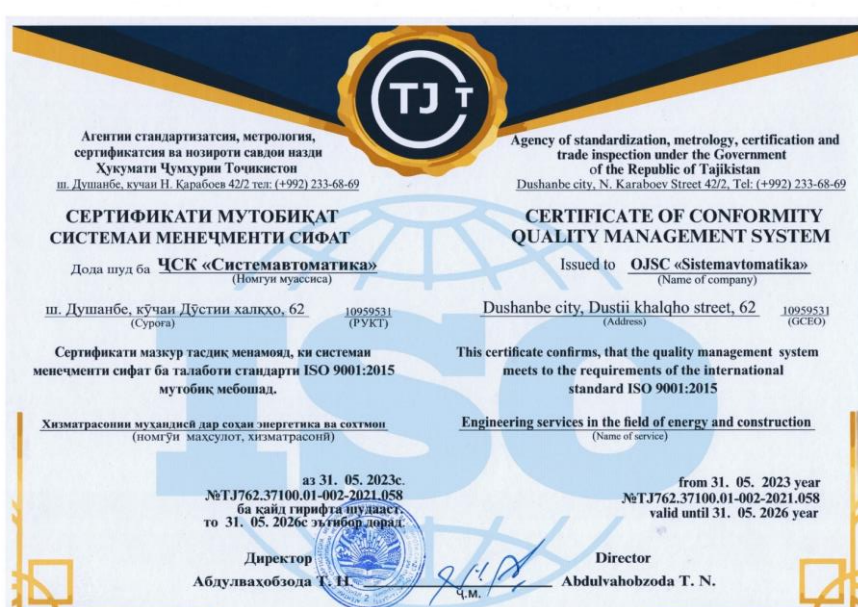 TJ T
Агентии стандартизатсия, метрология,
сертификатсия ва нозироти савдои назди
Ҳукумати Ҷумҳурии Тоҷикистон
ш. Душанбе, кучаи Н. Қарабоев 42/2 тел: (+992) 233-68-69
СЕРТИФИКАТИ МУТОБИҚАТ
СИСТЕМАИ МЕНЕҶМЕНТИ СИФАТ
Дода шуд ба ҶСК «Системавтоматика»
(Номгуи муассиса)
ш. Душанбе, кӯчаи Дӯстии халқҳо, 62 10959531
(Суроға) (РУКТ)
Сертификати мазкур тасдиқ менамояд, ки системаи
менеҷменти сифат ба талаботи стандарти ISO 9001:2015
мутобиқ мебошад.
Хизматрасонии муҳандисӣ дар соҳаи энергетика ва сохтмон
(номгӯи маҳсулот, хизматрасонӣ)
аз 31. 05. 2023с.
№TJ762.37100.01-002-2021.058
ба қайд гирифта шудааст.
то 31. 05. 2026с эътибор дорад.
Директор
Абдулваҳобзода Т. Н.
Ҷ.М.
Agency of standardization, metrology, certification and
trade inspection under the Government
of the Republic of Tajikistan
Dushanbe city, N. Karaboev Street 42/2, Tel: (+992) 233-68-69
CERTIFICATE OF CONFORMITY
QUALITY MANAGEMENT SYSTEM
Issued to OJSC «Sistemavtomatika»
(Name of company)
Dushanbe city, Dustii khalqho street, 62 10959531
(Address) (GCEO)
This certificate confirms, that the quality management system
meets to the requirements of the international
standard ISO 9001:2015
Engineering services in the field of energy and construction
(Name of service)
from 31. 05. 2023 year
№TJ762.37100.01-002-2021.058
valid until 31. 05. 2026 year
Director
Abdulvahobzoda T. N.
ISO